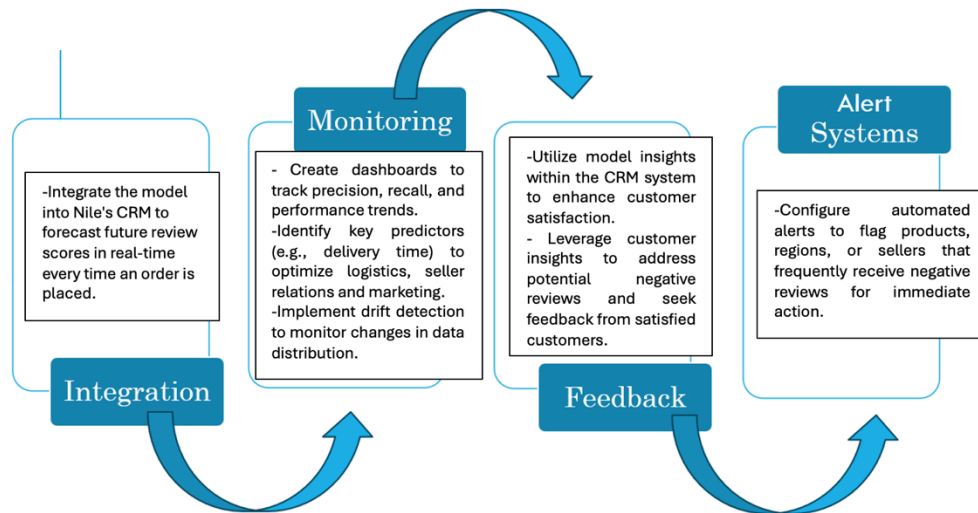 -Integrate the model
into Nile's CRM to
forecast future review
scores in real-time
every time an order is
placed.
Integration
Monitoring
- Create dashboards to
track precision, recall, and
performance trends.
-Identify key predictors
(e.g., delivery time) to
optimize logistics, seller
relations and marketing.
-Implement drift detection
to monitor changes in data
distribution.
-Utilize model insights
within the CRM system
to enhance customer
satisfaction.
- Leverage customer
insights to address
potential negative
reviews and seek
feedback from satisfied
customers.
Feedback
Alert
Systems
-Configure automated
alerts to flag products,
regions, or sellers that
frequently receive negative
reviews for immediate
action.